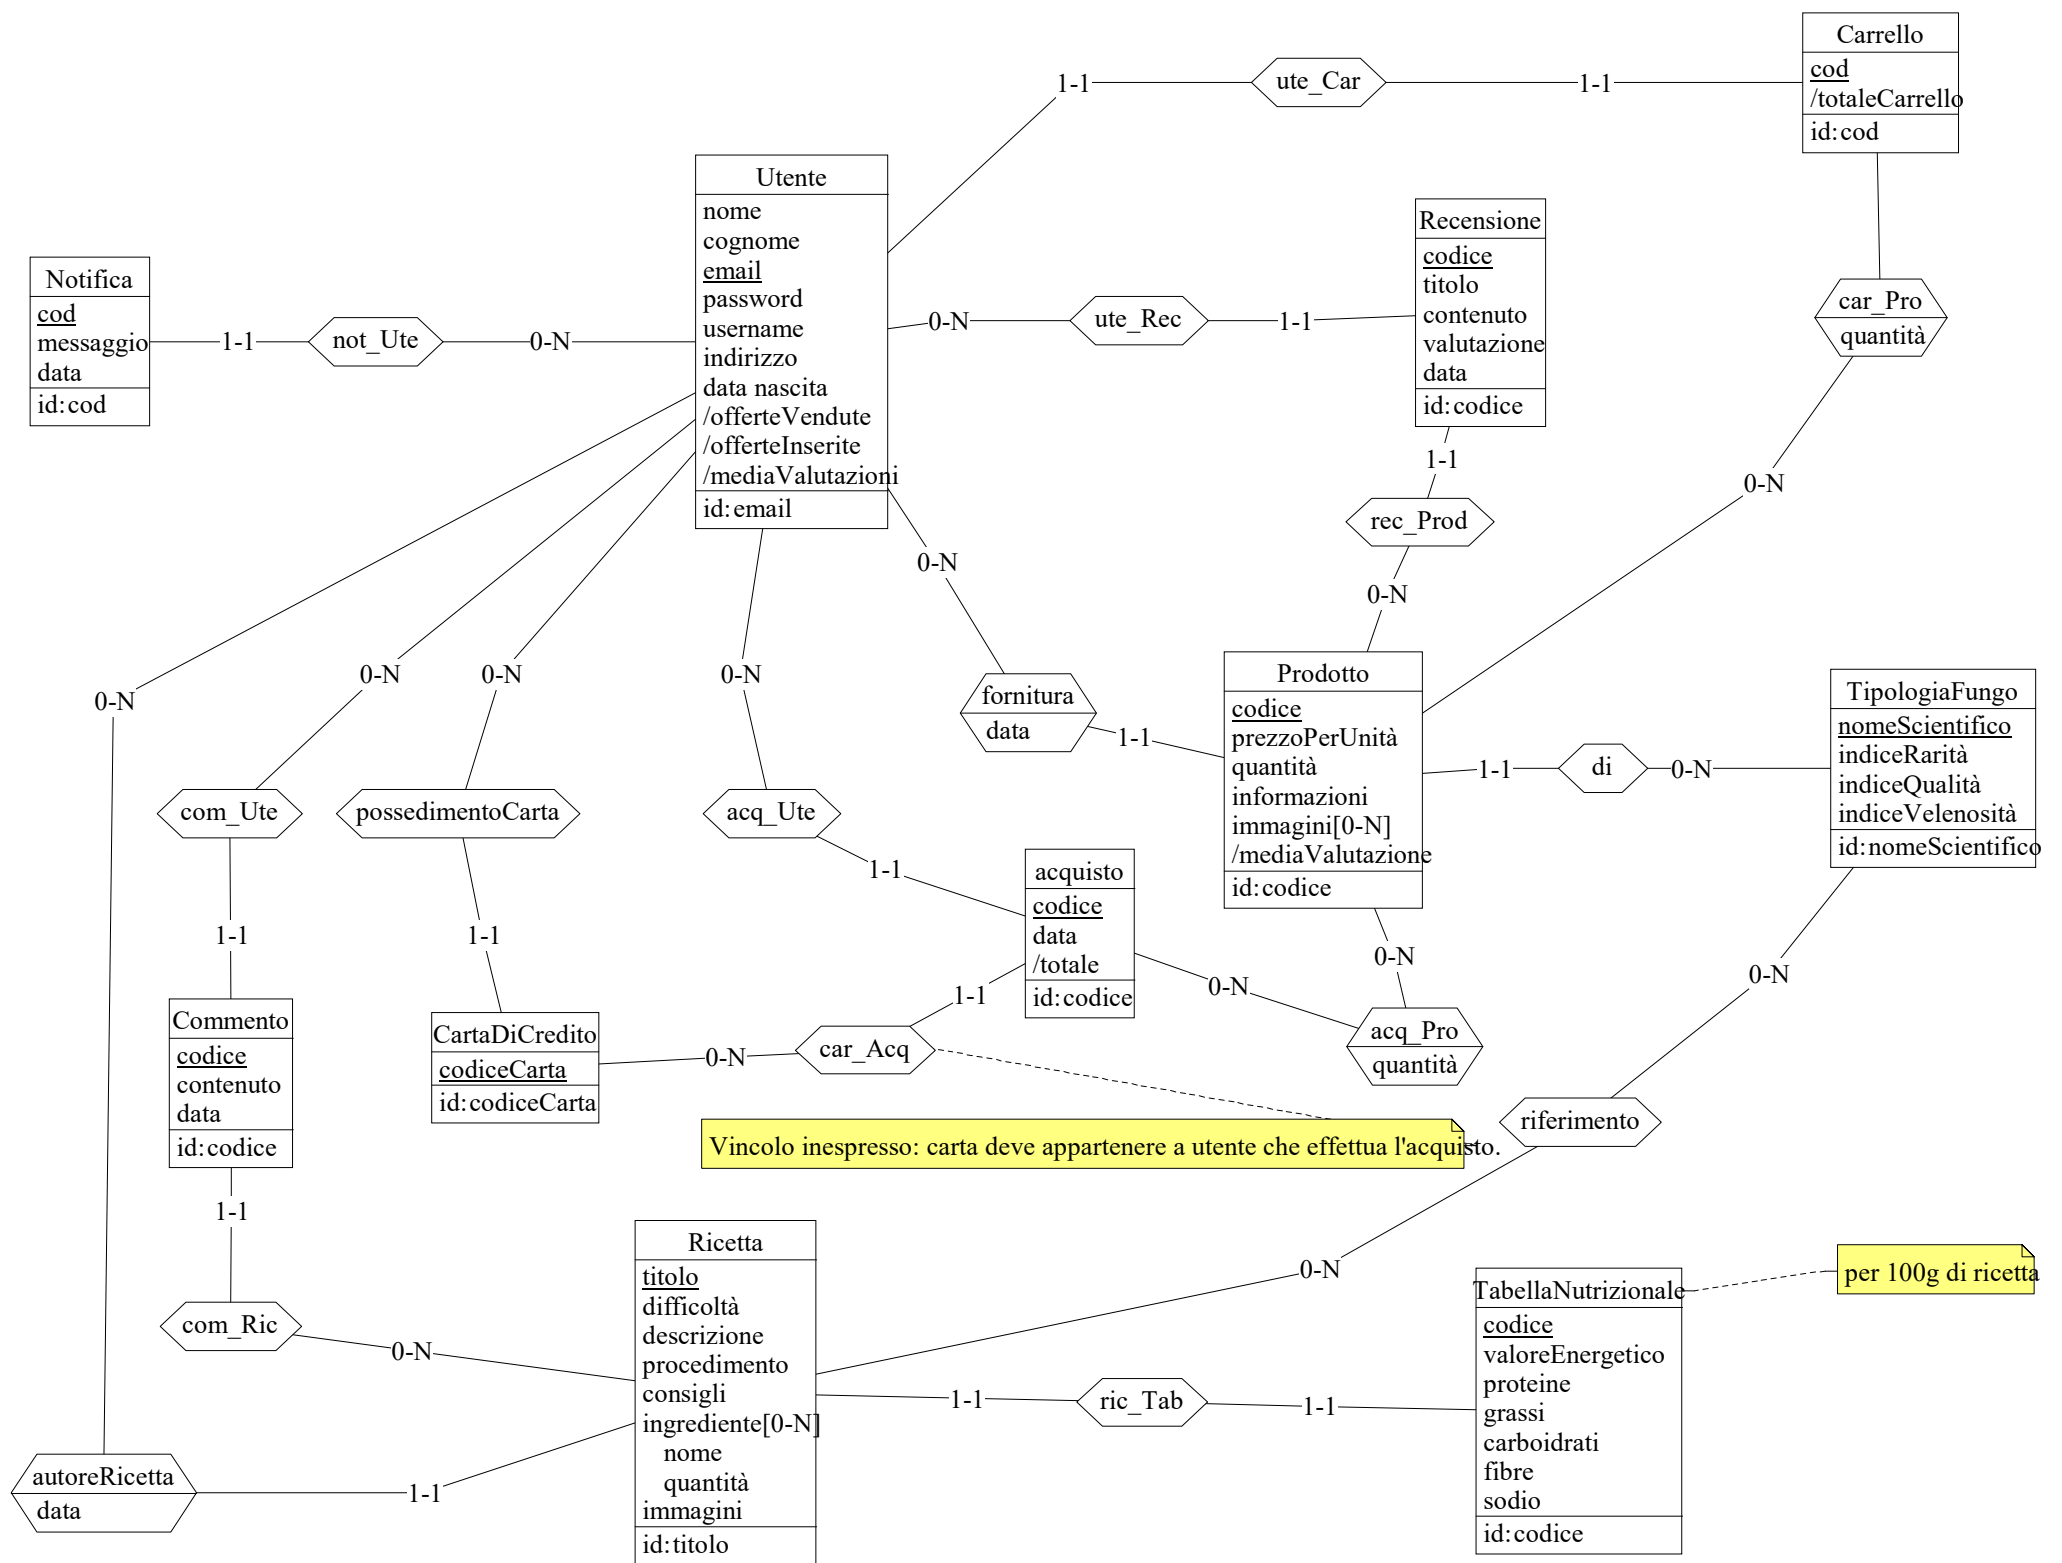 Carrello
cod
/totaleCarrello
id:cod
1-1
ute_Car
1-1
Utente
nome
cognome
email
password
username
indirizzo
data nascita
/offerteVendute
/offerteInserite
/mediaValutazioni
id:email
Recensione
codice
titolo
contenuto
valutazione
data
id:codice
Notifica
cod
messaggio
data
id:cod
1-1
not_Ute
0-N
0-N
ute_Rec
1-1
car_Pro
quantità
1-1
rec_Prod
0-N
0-N
0-N
0-N
0-N
0-N
0-N
fornitura
data
1-1
Prodotto
codice
prezzoPerUnità
quantità
informazioni
immagini[0-N]
/mediaValutazione
id:codice
1-1
di
0-N
TipologiaFungo
nomeScientifico
indiceRarità
indiceQualità
indiceVelenosità
id:nomeScientifico
com_Ute
possedimentoCarta
acq_Ute
1-1
acquisto
codice
data
/totale
id:codice
1-1
1-1
0-N
0-N
0-N
1-1
acq_Pro
quantità
Commento
codice
contenuto
data
id:codice
CartaDiCredito
codiceCarta
id:codiceCarta
0-N
car_Acq
riferimento
Vincolo inespresso: carta deve appartenere a utente che effettua l'acquisto.
1-1
com_Ric
0-N
0-N
Ricetta
titolo
difficoltà
descrizione
procedimento
consigli
ingrediente[0-N]
nome
quantità
immagini
id:titolo
1-1
ric_Tab
1-1
TabellaNutrizionale
codice
valoreEnergetico
proteine
grassi
carboidrati
fibre
sodio
id:codice
per 100g di ricetta
autoreRicetta
data
1-1